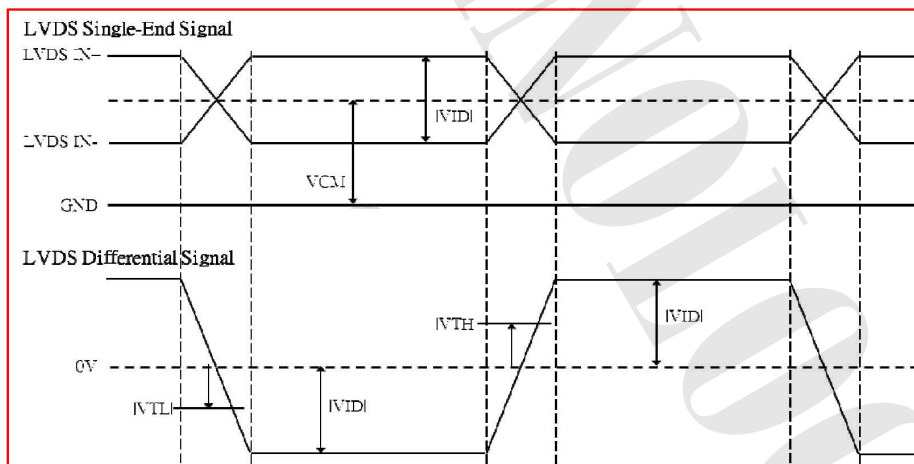 LVDS Single-End Signal
LVDS IN+
|VID|
LVDS IN-
VCM
GND
LVDS Differential Signal
|VTH
|VID|
0V
|VTL|
|VID|